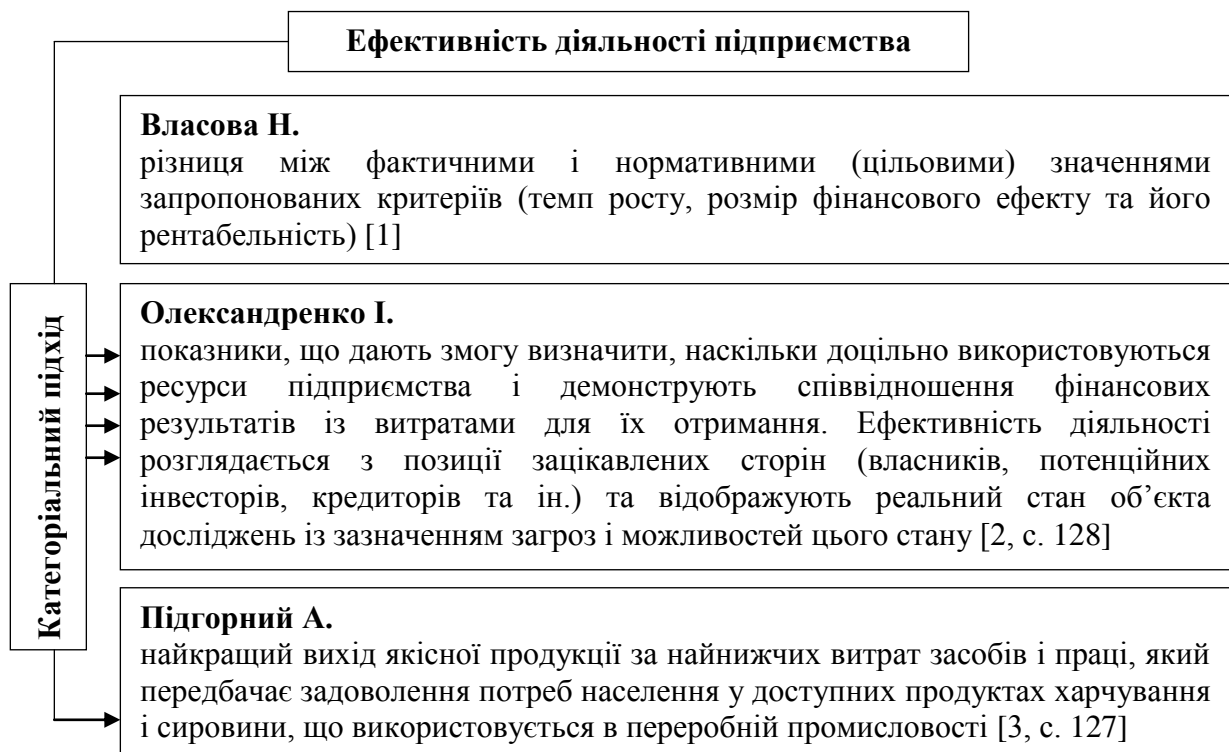 Ефективність діяльності підприємства
Власова Н.
різниця між фактичними і нормативними (цільовими) значеннями
запропонованих критеріїв (темп росту, розмір фінансового ефекту та його
рентабельність) [1]
Категоріальний підхід
Олександренко І.
показники, що дають змогу визначити, наскільки доцільно використовуються
ресурси підприємства і демонструють співвідношення фінансових
результатів із витратами для їх отримання. Ефективність діяльності
розглядається з позиції зацікавлених сторін (власників, потенційних
інвесторів, кредиторів та ін.) та відображують реальний стан об’єкта
досліджень із зазначенням загроз і можливостей цього стану [2, с. 128]
Підгорний А.
найкращий вихід якісної продукції за найнижчих витрат засобів і праці, який
передбачає задоволення потреб населення у доступних продуктах харчування
і сировини, що використовується в переробній промисловості [3, с. 127]